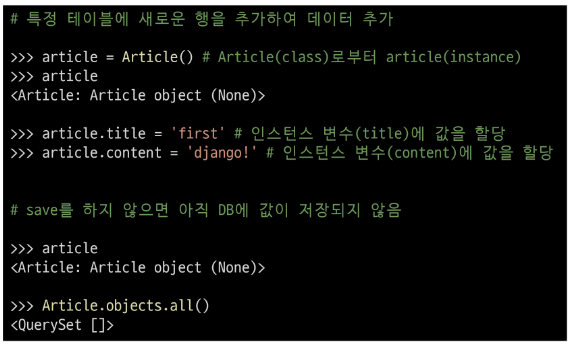 # 특정 테이블에 새로운 행을 추가하여 데이터 추가
>>> article = Article() # Article(class)로부터 article(instance)
>>> article
<Article: Article object (None)>
>>> article.title = 'first' # 인스턴스 변수(title)에 값을 할당
>>> article.content = 'django!' # 인스턴스 변수(content)에 값을 할당
# save를 하지 않으면 아직 DB에 값이 저장되지 않음
>>> article
<Article: Article object (None)>
>>> Article.objects.all()
<QuerySet []>